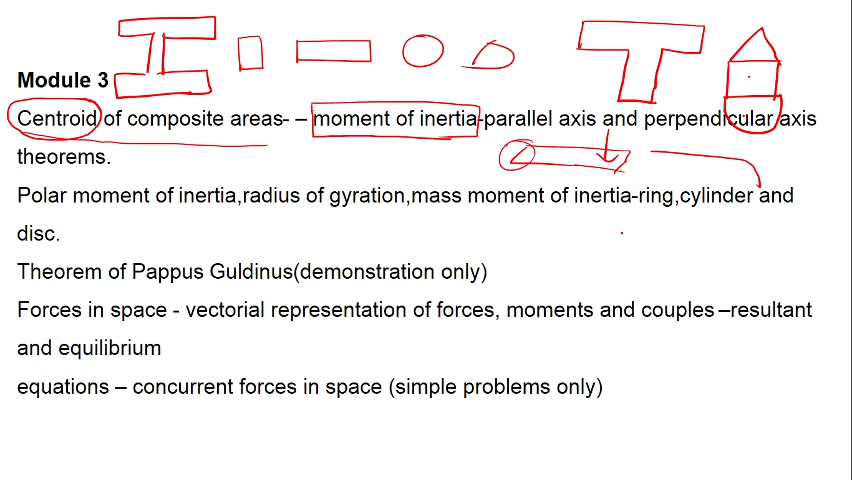 Module 3
Centroid of composite areas- – moment of inertia-parallel axis and perpendicular axis
theorems.
Polar moment of inertia,radius of gyration,mass moment of inertia-ring,cylinder and
disc.
Theorem of Pappus Guldinus(demonstration only)
Forces in space - vectorial representation of forces, moments and couples –resultant
and equilibrium
equations – concurrent forces in space (simple problems only)